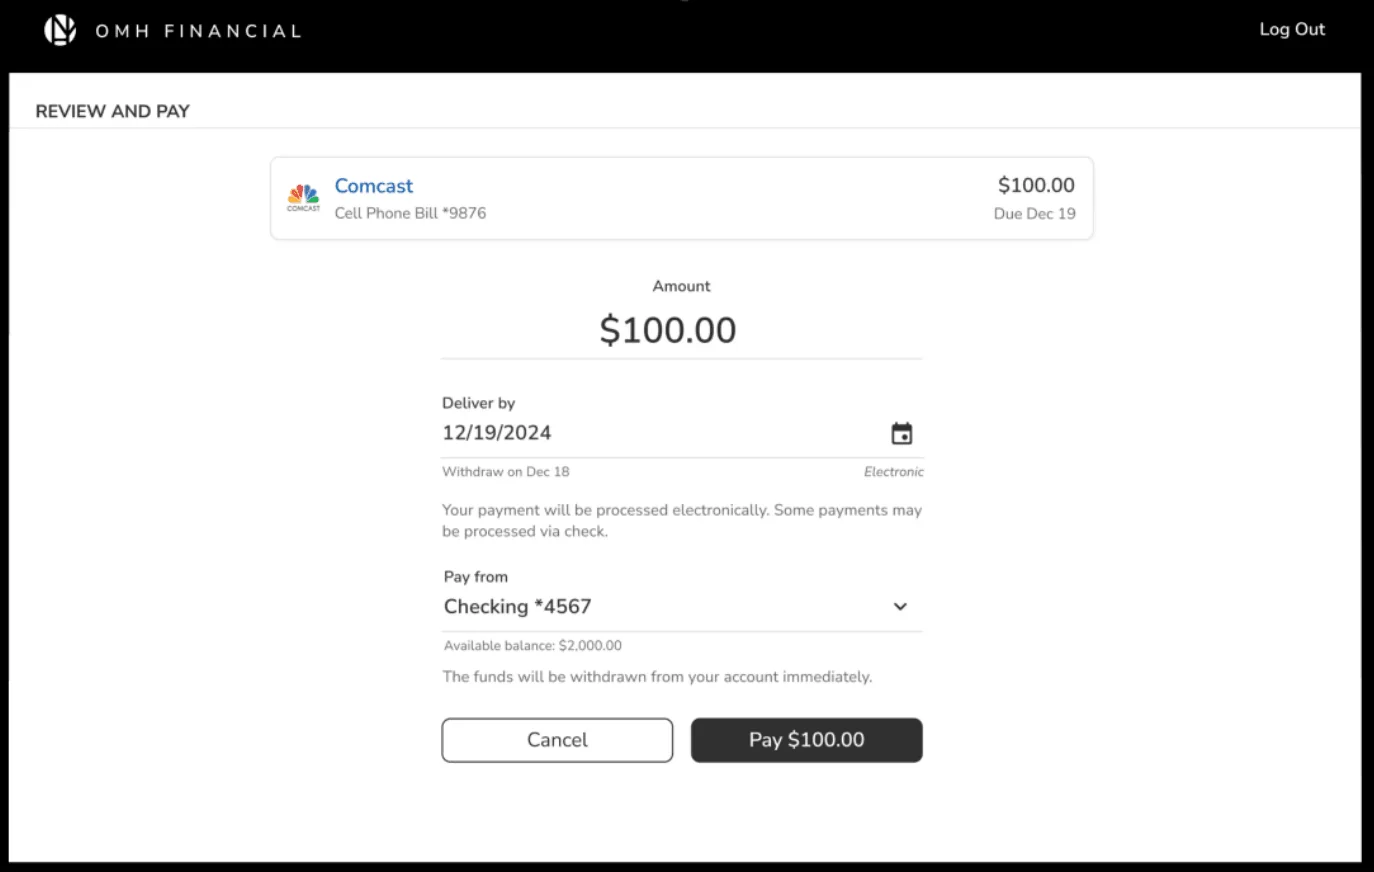 OMH FINANCIAL
Log Out
REVIEW AND PAY
Comcast
$100.00
COMCAST
Cell Phone Bill *9876
Due Dec 19
Amount
$100.00
Deliver by
12/19/2024
Withdraw on Dec 18
Electronic
Your payment will be processed electronically. Some payments may
be processed via check.
Pay from
Checking *4567
Available balance: $2,000.00
The funds will be withdrawn from your account immediately.
Cancel
Pay $100.00